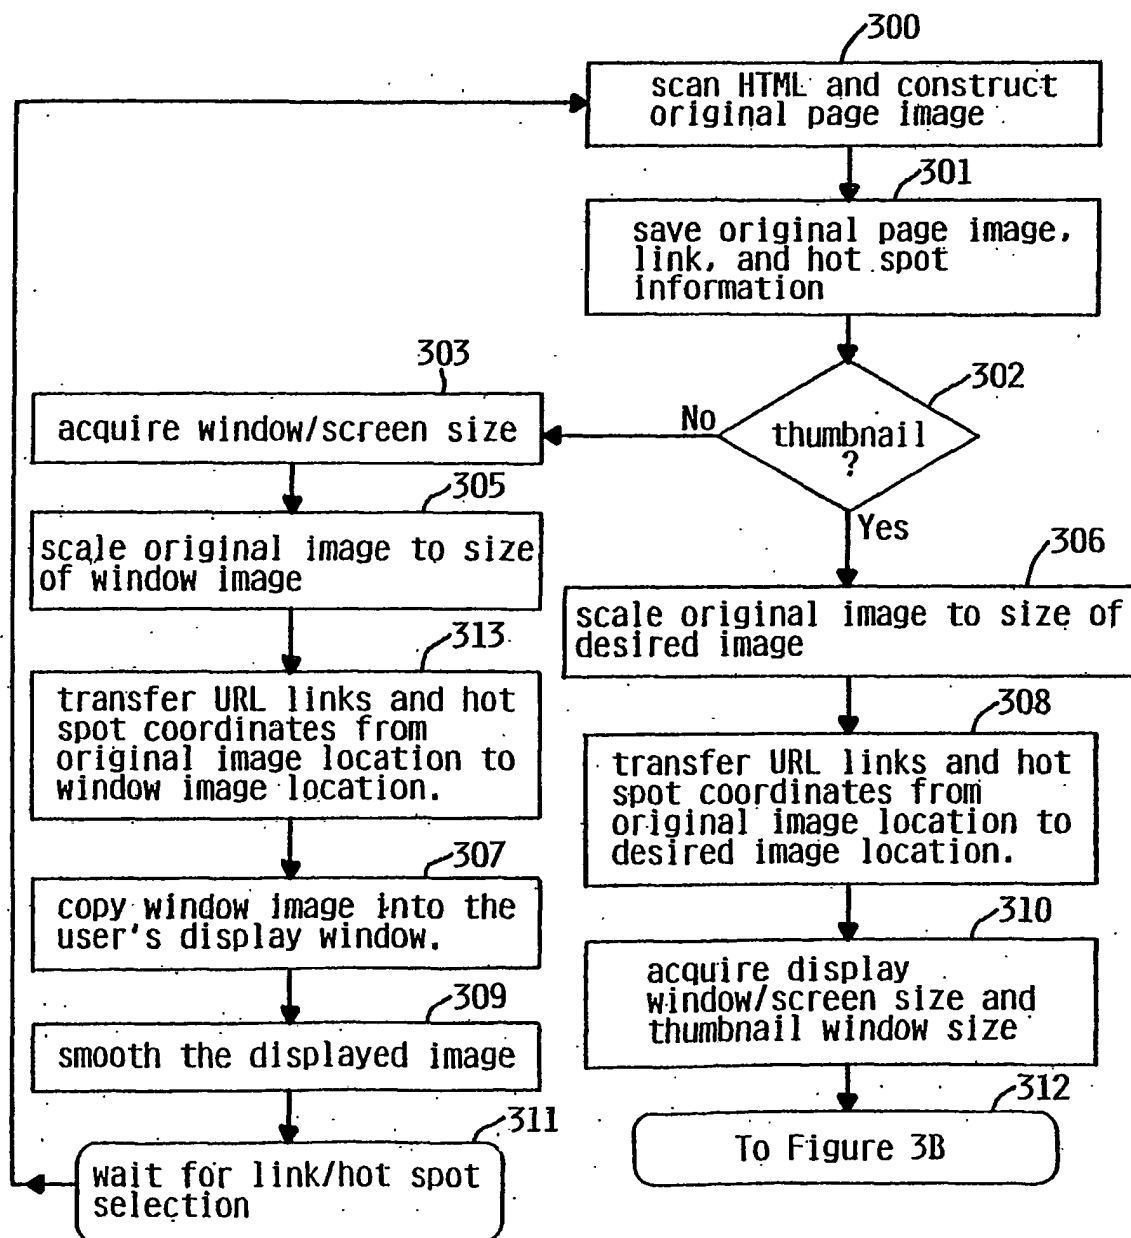 300
scan HTML and construct
original page image
301
save original page image,
link, and hot spot
information
302
thumbnail
?
No
Yes
303
acquire window/screen size
305
scale original image to size
of window image
313
transfer URL links and hot
spot coordinates from
original image location to
window image location.
307
copy window image into the
user's display window.
309
smooth the displayed image
311
wait for link/hot spot
selection
306
scale original image to size of
desired image
308
transfer URL links and hot
spot coordinates from
original image location to
desired image location.
310
acquire display
window/screen size and
thumbnail window size
312
To Figure 3B